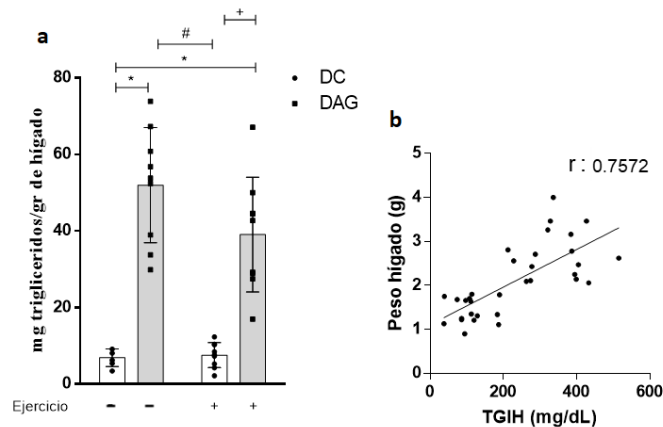 a
+
#
*
*
DC
DAG
mg trigliceridos/gr de hígado
80
60
40
20
0
Ejercicio - - + +
b
r : 0.7572
Peso hígado (g)
5
4
3
2
1
0
0 200 400 600
TGIH (mg/dL)